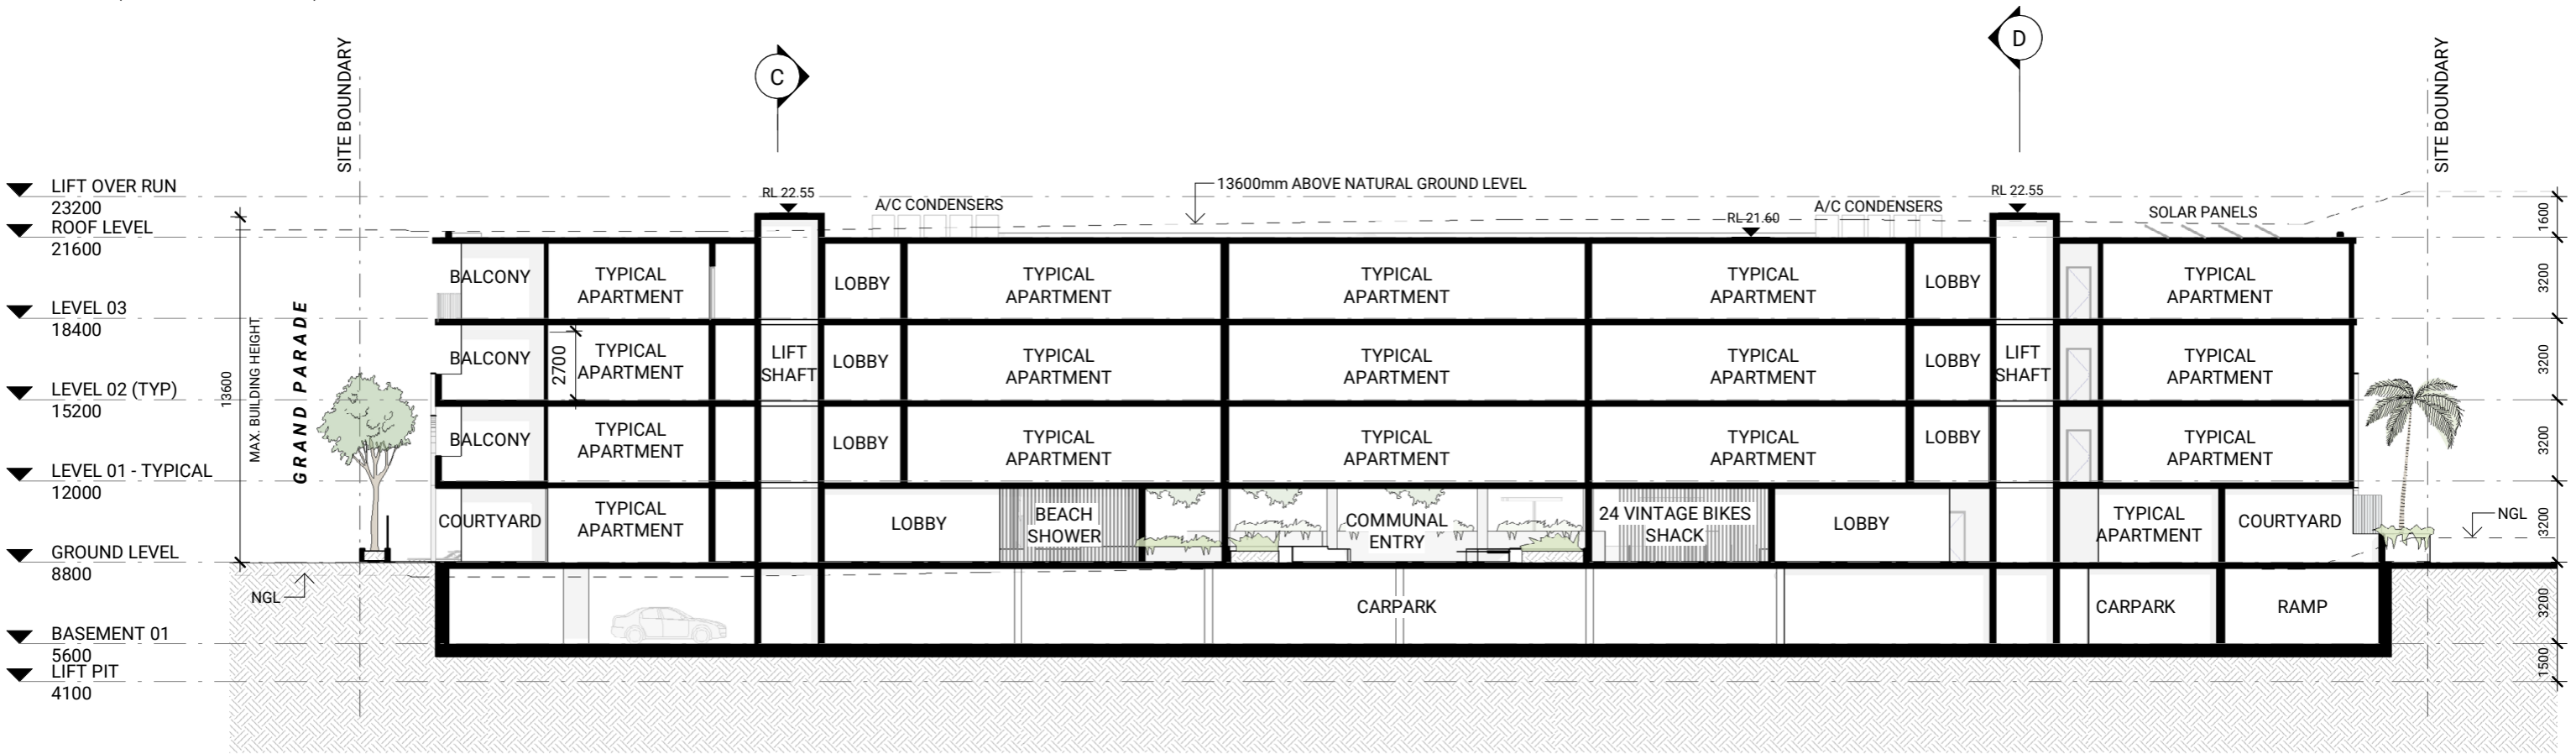 SITE BOUNDARY
C
D
SITE BOUNDARY
LIFT OVER RUN
23200
ROOF LEVEL
21600
LEVEL 03
18400
LEVEL 02 (TYP)
15200
LEVEL 01 - TYPICAL
12000
GROUND LEVEL
8800
BASEMENT 01
5600
LIFT PIT
4100
13600
MAX. BUILDING HEIGHT
GRAND PARADE
NGL
RL 22.55
A/C CONDENSERS
13600mm ABOVE NATURAL GROUND LEVEL
RL 21.60
A/C CONDENSERS
RL 22.55
SOLAR PANELS
BALCONY
TYPICAL
APARTMENT
LOBBY
TYPICAL
APARTMENT
TYPICAL
APARTMENT
TYPICAL
APARTMENT
LOBBY
TYPICAL
APARTMENT
BALCONY
2700
TYPICAL
APARTMENT
LIFT
SHAFT
LOBBY
TYPICAL
APARTMENT
TYPICAL
APARTMENT
TYPICAL
APARTMENT
LOBBY
LIFT
SHAFT
TYPICAL
APARTMENT
BALCONY
TYPICAL
APARTMENT
LOBBY
TYPICAL
APARTMENT
TYPICAL
APARTMENT
TYPICAL
APARTMENT
LOBBY
TYPICAL
APARTMENT
COURTYARD
TYPICAL
APARTMENT
LOBBY
BEACH
SHOWER
COMMUNAL
ENTRY
24 VINTAGE BIKES
SHACK
LOBBY
TYPICAL
APARTMENT
COURTYARD
NGL
CARPARK
CARPARK
RAMP
1600
3200
3200
3200
3200
3200
1500